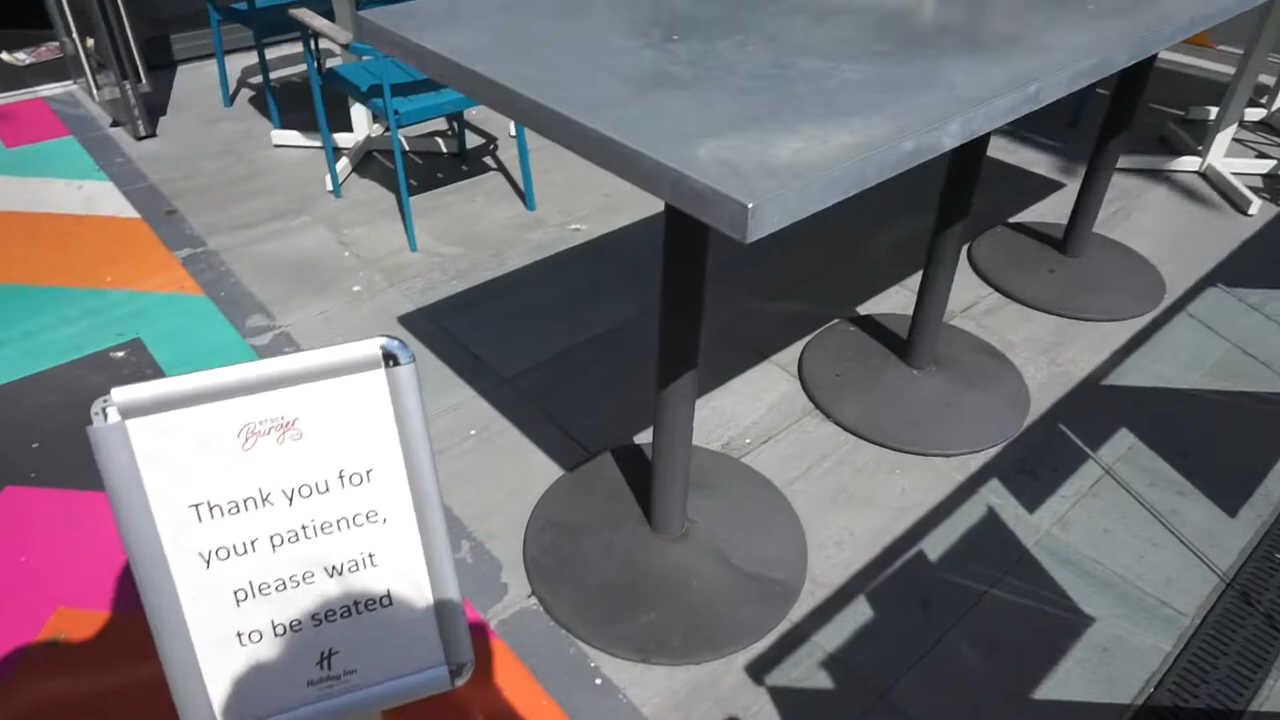 Burger
Thank you for
your patience,
please wait
to be seated
H
Holiday Inn